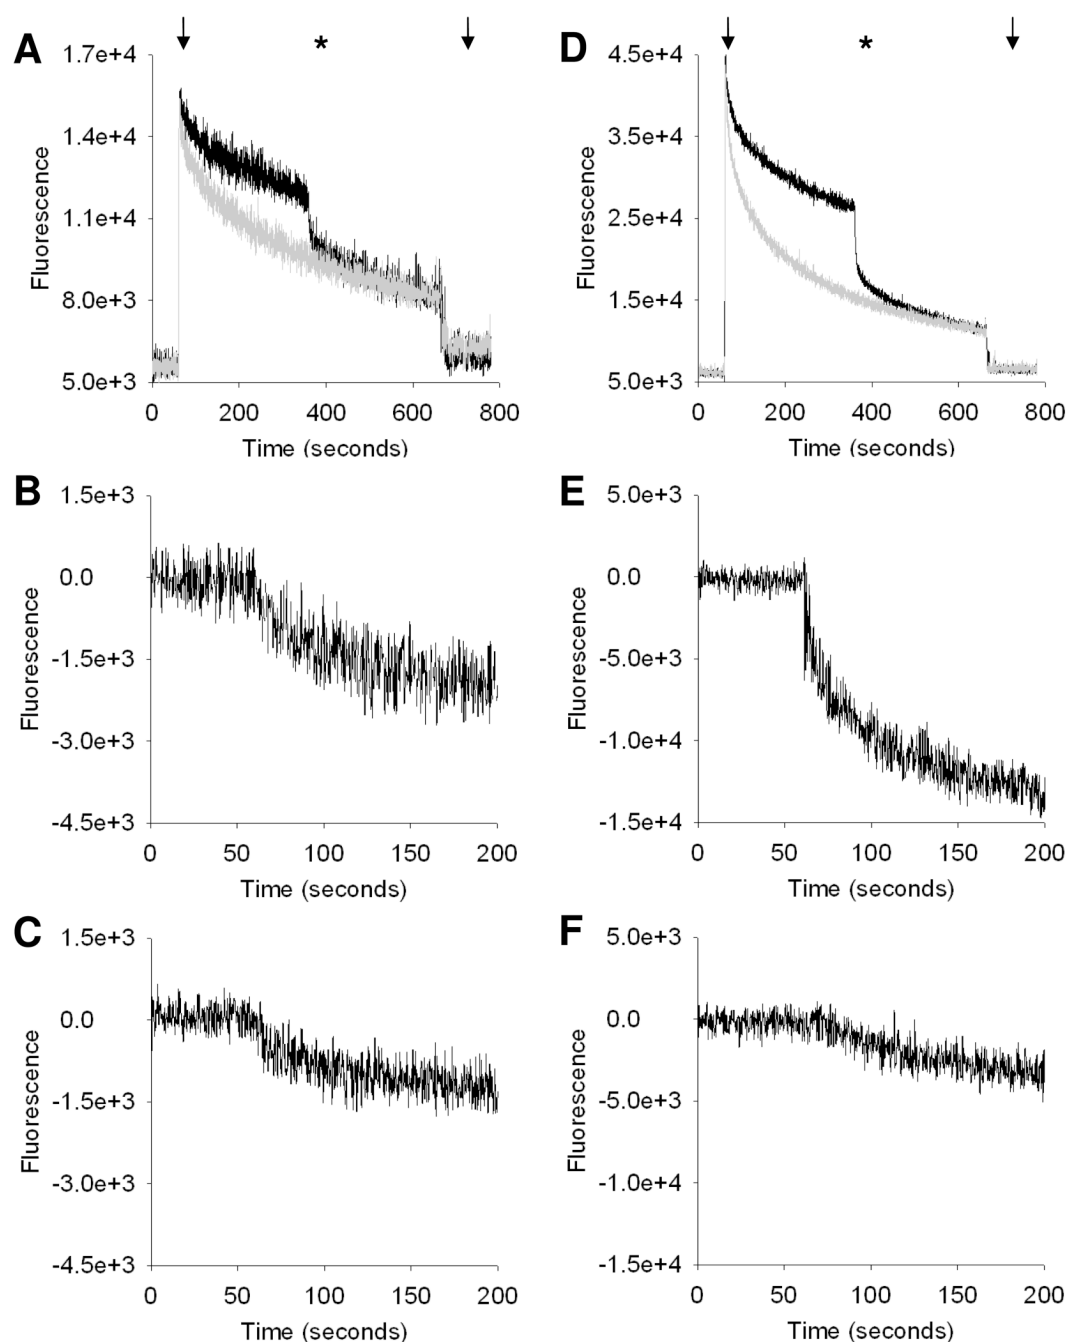 A
*
1.7e+4
1.4e+4
1.1e+4
8.0e+3
5.0e+3
Fluorescence
0 200 400 600 800
Time (seconds)
D
*
4.5e+4
3.5e+4
2.5e+4
1.5e+4
5.0e+3
Fluorescence
0 200 400 600 800
Time (seconds)
B
1.5e+3
0.0
-1.5e+3
-3.0e+3
-4.5e+3
Fluorescence
0 50 100 150 200
Time (seconds)
E
5.0e+3
0.0
-5.0e+3
-1.0e+4
-1.5e+4
Fluorescence
0 50 100 150 200
Time (seconds)
C
1.5e+3
0.0
-1.5e+3
-3.0e+3
-4.5e+3
Fluorescence
0 50 100 150 200
Time (seconds)
F
5.0e+3
0.0
-5.0e+3
-1.0e+4
-1.5e+4
Fluorescence
0 50 100 150 200
Time (seconds)